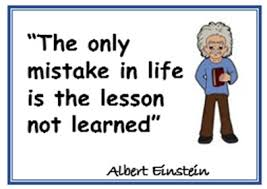 “The only
mistake in life
is the lesson
not learned”
Albert Einstein